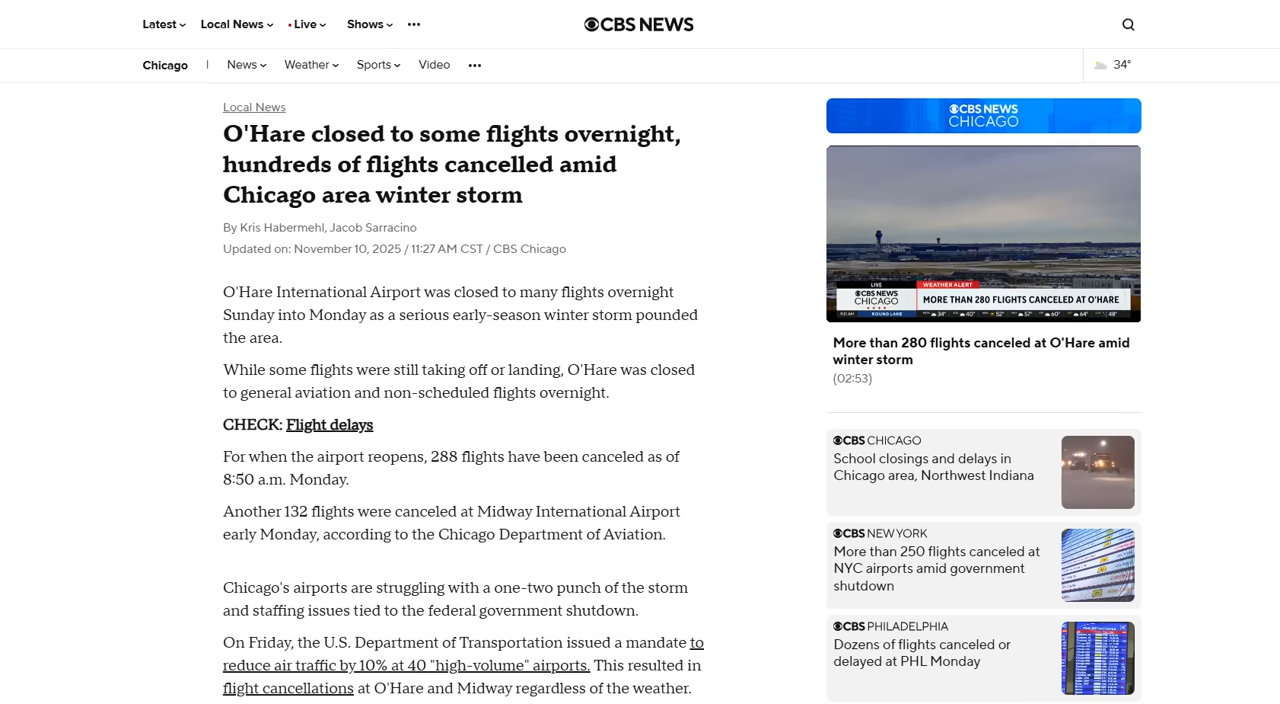 Latest
Local News
Live
Shows
CBS NEWS
Chicago
News
Weather
Sports
Video
34°
Local News
O'Hare closed to some flights overnight,
hundreds of flights cancelled amid
Chicago area winter storm
By Kris Habermehl, Jacob Sarracino
Updated on: November 10, 2025 / 11:27 AM CST / CBS Chicago
O'Hare International Airport was closed to many flights overnight
Sunday into Monday as a serious early-season winter storm pounded
the area.
While some flights were still taking off or landing, O'Hare was closed
to general aviation and non-scheduled flights overnight.
CHECK: Flight delays
For when the airport reopens, 288 flights have been canceled as of
8:50 a.m. Monday.
Another 132 flights were canceled at Midway International Airport
early Monday, according to the Chicago Department of Aviation.
Chicago's airports are struggling with a one-two punch of the storm
and staffing issues tied to the federal government shutdown.
On Friday, the U.S. Department of Transportation issued a mandate to
reduce air traffic by 10% at 40 "high-volume" airports. This resulted in
flight cancellations at O'Hare and Midway regardless of the weather.
CBS NEWS
CHICAGO
LIVE
WEATHER ALERT
CBS NEWS
CHICAGO
MORE THAN 280 FLIGHTS CANCELED AT O'HARE
9:21 AM
ROUND LAKE
34° 40° 52° 57° 60° 64° 48°
More than 280 flights canceled at O'Hare amid
winter storm
(02:53)
CBS CHICAGO
School closings and delays in
Chicago area, Northwest Indiana
CBS NEW YORK
More than 250 flights canceled at
NYC airports amid government
shutdown
CBS PHILADELPHIA
Dozens of flights canceled or
delayed at PHL Monday